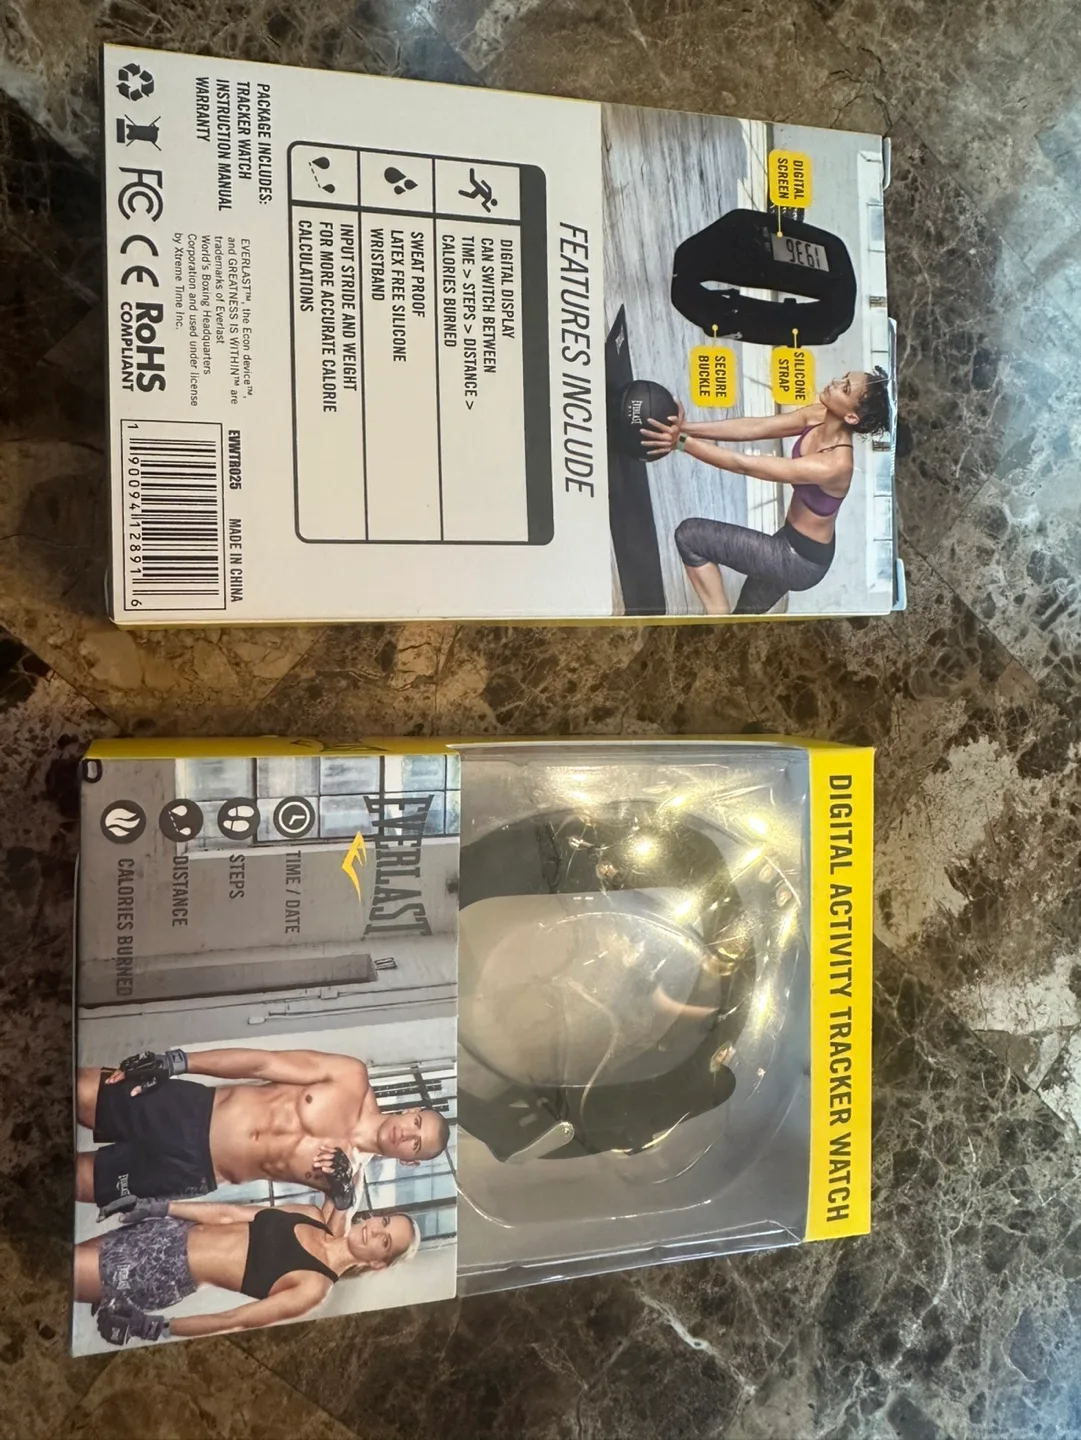 DIGITAL
SCREEN
SILICONE
STRAP
SECURE
BUCKLE
EVERLAST
FEATURES INCLUDE
DIGITAL DISPLAY
CAN SWITCH BETWEEN
TIME > STEPS > DISTANCE >
CALORIES BURNED
SWEAT PROOF
LATEX FREE SILICONE
WRISTBAND
INPUT STRIDE AND WEIGHT
FOR MORE ACCURATE CALORIE
CALCULATIONS
PACKAGE INCLUDES:
TRACKER WATCH
INSTRUCTION MANUAL
WARRANTY
EVERLAST™, the Econ device™,
and GREATNESS IS WITHIN™ are
trademarks of Everlast
World's Boxing Headquarters
Corporation and used under license
by Xtreme Time Inc.
EVWTR025 MADE IN CHINA
FC CE RoHS
COMPLIANT
1 90094 12891 6
DIGITAL ACTIVITY TRACKER WATCH
EVERLAST
TIME / DATE
STEPS
DISTANCE
CALORIES BURNED
EVERLAST